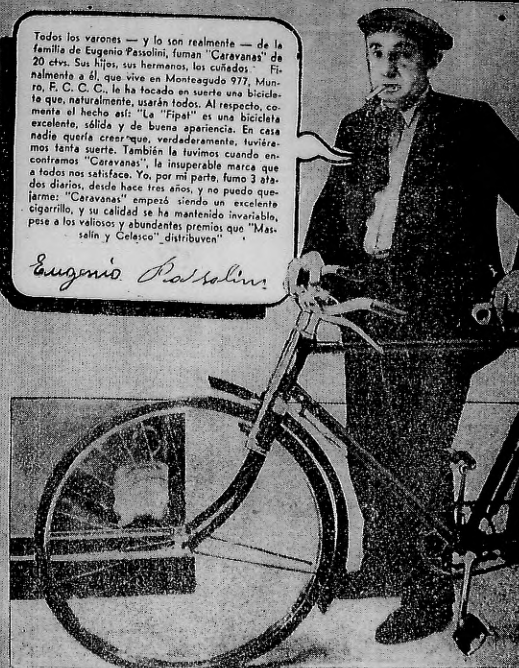 Todos los varones — y lo son realmente — de la
familia de Eugenio Passolini, fuman "Caravanas" de
20 ctvs. Sus hijos, sus hermanos, los cuñados. Fi-
nalmente a él, que vive en Monteagudo 977, Mun-
ro, F. C. C. C., le ha tocado en suerte una bicicle-
ta que, naturalmente, usarán todos. Al respecto, co-
menta el hecho así: "La "Fipat" es una bicicleta
excelente, sólida y de buena apariencia. En casa
nadie quería creer que, verdaderamente, tuviéra-
mos tanta suerte. También la tuvimos cuando en-
contramos "Caravanas", la insuperable marca que
a todos nos satisface. Yo, por mi parte, fumo 3 ata-
dos diarios, desde hace tres años, y no puedo que-
jarme: "Caravanas" empezó siendo un excelente
cigarrillo, y su calidad se ha mantenido invariable,
pese a los valiosos y abundantes premios que "Mas-
salín y Celasco" distribuyen"
Eugenio Passolini